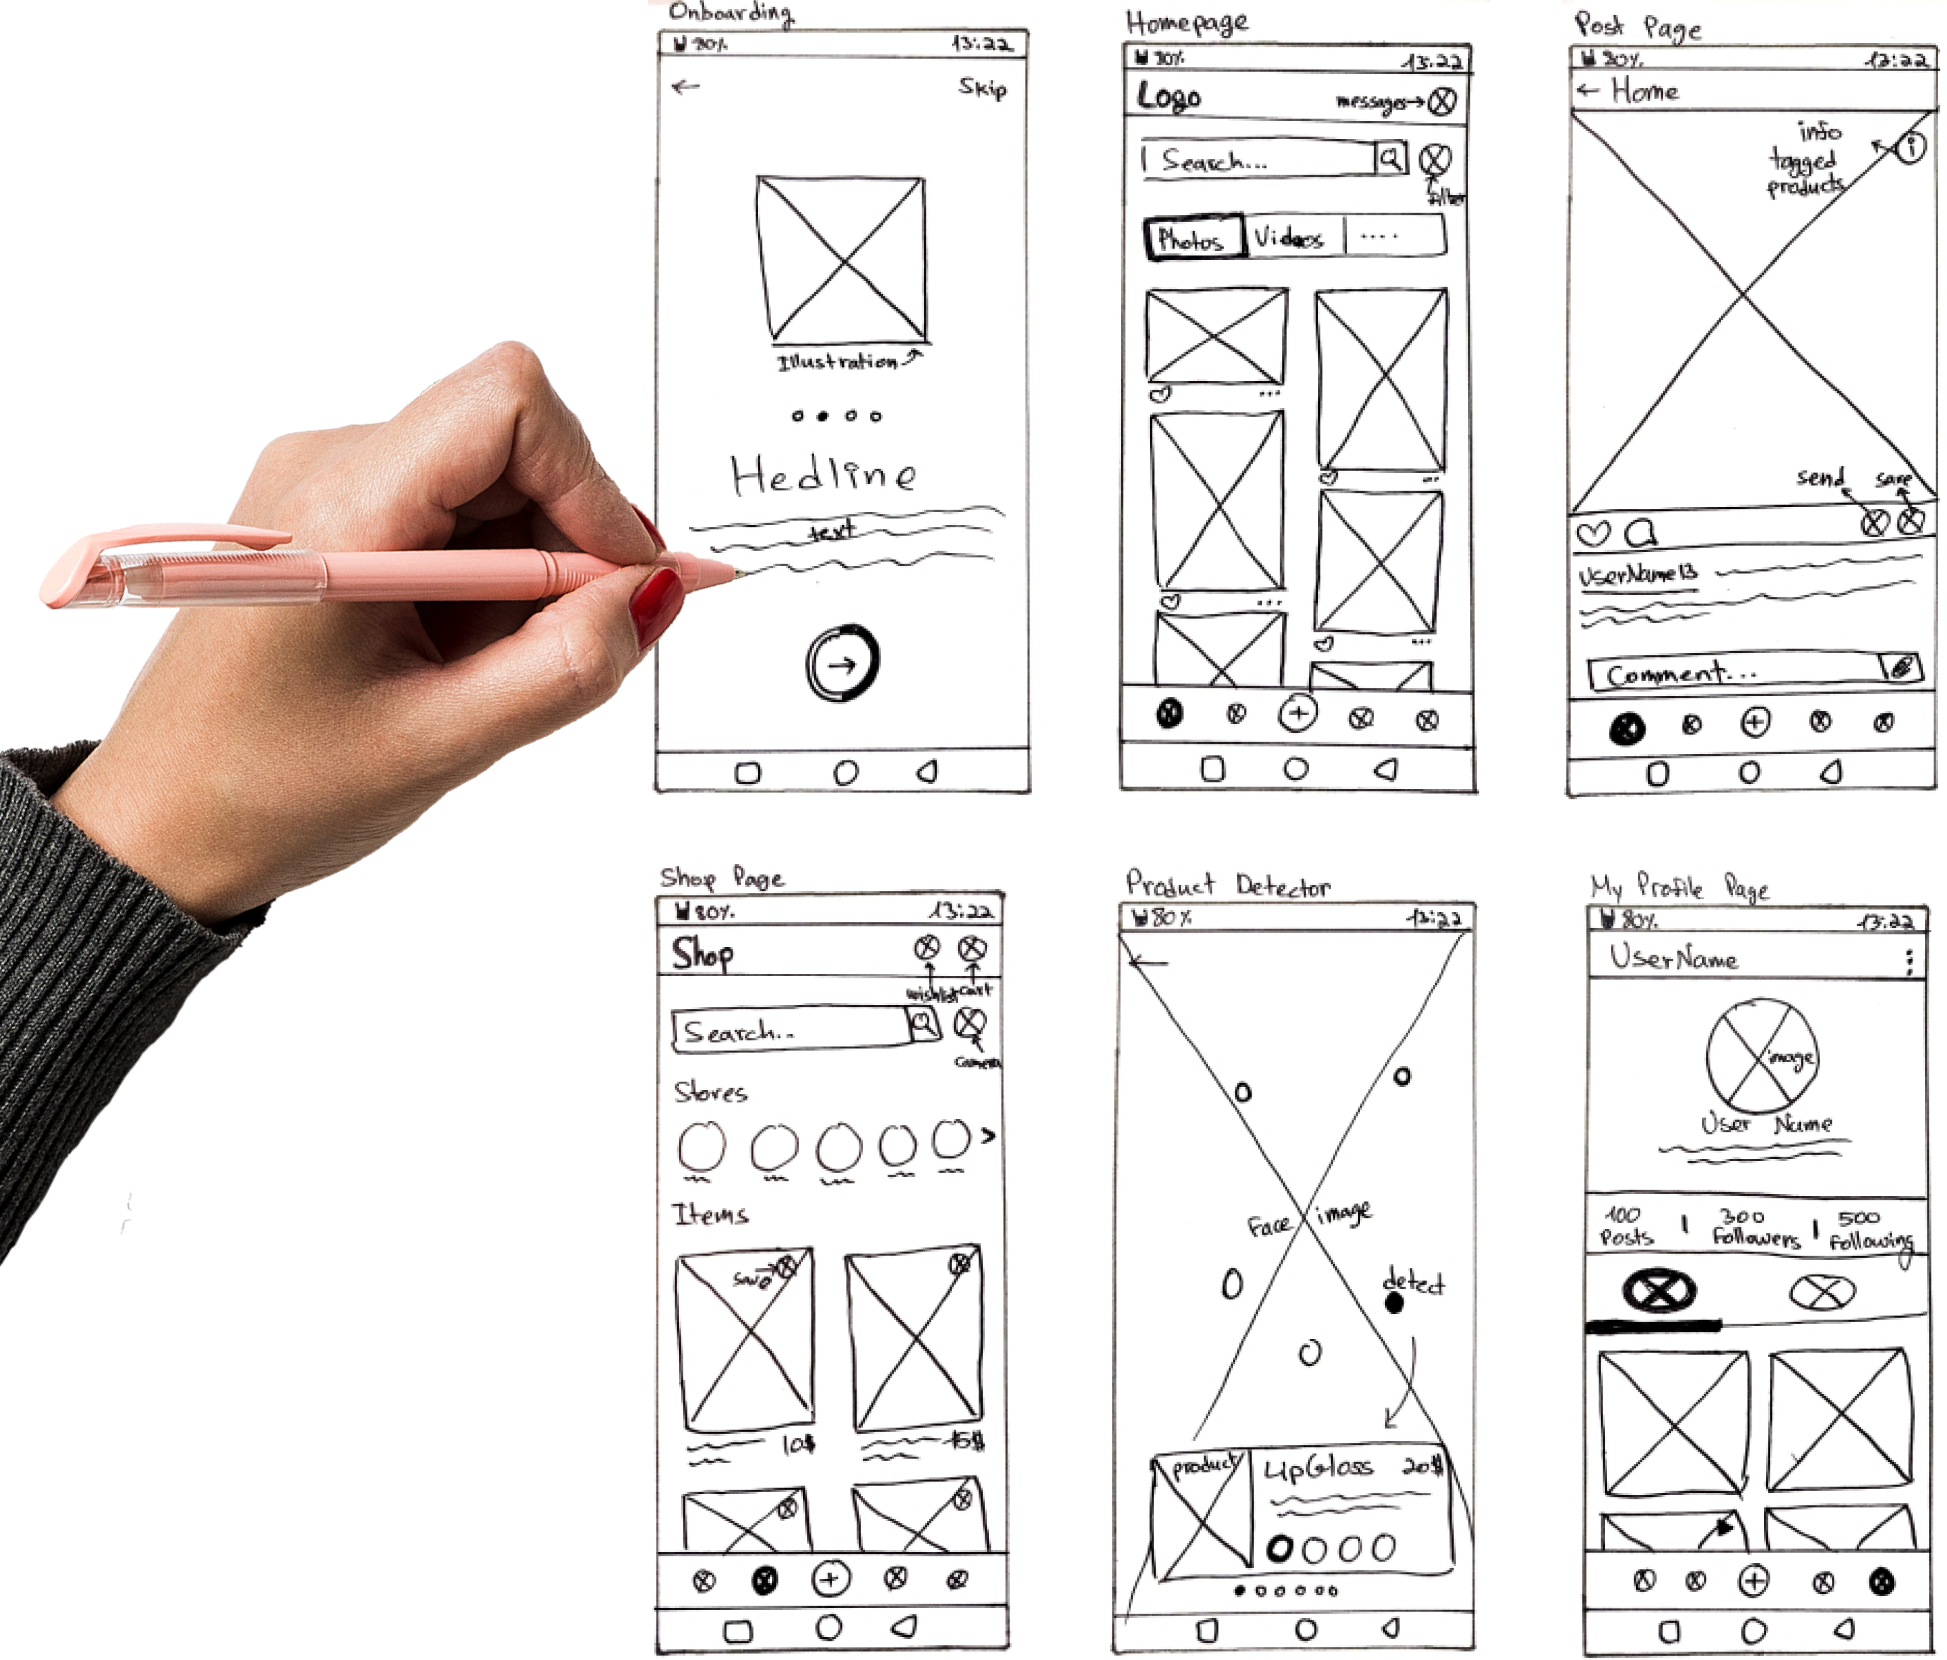 Onboarding
80% 13:22
Skip
Illustration
Hedline
text
Homepage
80% 13:22
Logo messages
Search...
filter
Photos Videos ....
Post Page
80% 13:22
Home
info
tagged
products
send save
UserName13
Comment...
Shop Page
80% 13:22
Shop
wishlist cart
Search..
camera
Stores
Items
save
10$ 15$
Product Detector
80% 13:22
Face image
detect
product LipGloss 20$
My Profile Page
80% 13:22
UserName
image
User Name
100 300 500
Posts Followers Following